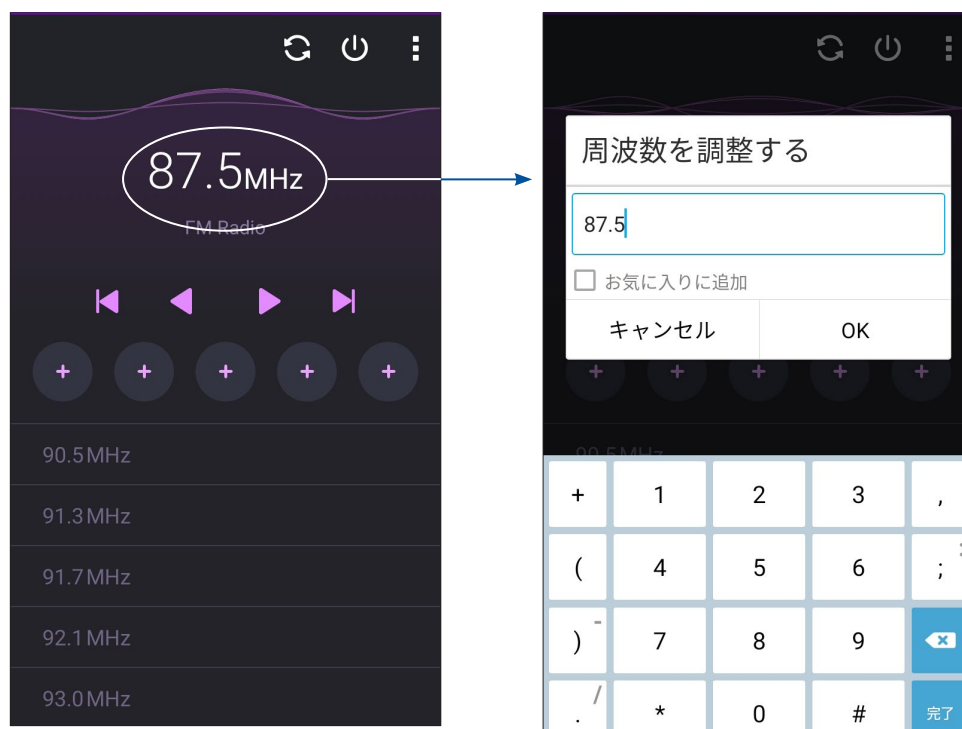 87.5MHz
FM Radio
+ + + + +
90.5MHz
91.3MHz
91.7MHz
92.1MHz
93.0MHz
周波数を調整する
87.5
お気に入りに追加
キャンセル OK
+ + + + +
90.5MHz
+ 1 2 3 ,
( 4 5 6 ;
) - 7 8 9
. / * 0 # 完了